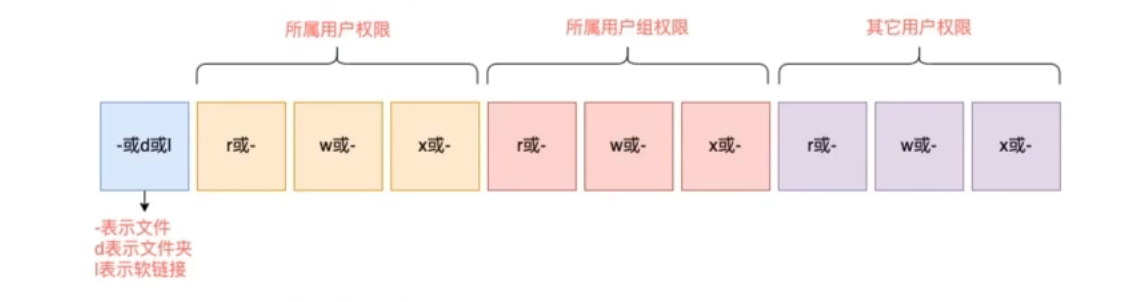 所属用户权限
所属用户组权限
其它用户权限
-或d或l
r或-
w或-
x或-
r或-
w或-
x或-
r或-
w或-
x或-
-表示文件
d表示文件夹
l表示软链接